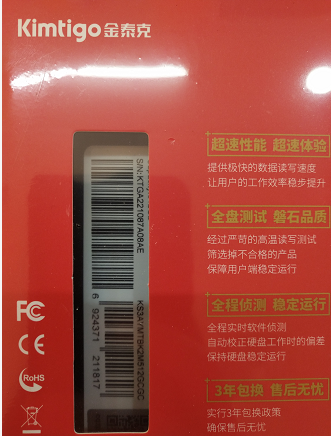 Kimtigo金泰克
超速性能 超速体验
提供极快的数据读写速度
让用户的工作效率稳步提升
S/N:KTGA221087A084E
全盘测试 磐石品质
经过严苛的高温读写测试
筛选掉不合格的产品
保障用户端稳定运行
6 924371 211817
全程侦测 稳定运行
全程实时软件侦测
自动校正硬盘工作时的偏差
保持硬盘稳定运行
FC
CE
RoHS
3年包换 售后无忧
实行3年包换政策
确保售后无忧